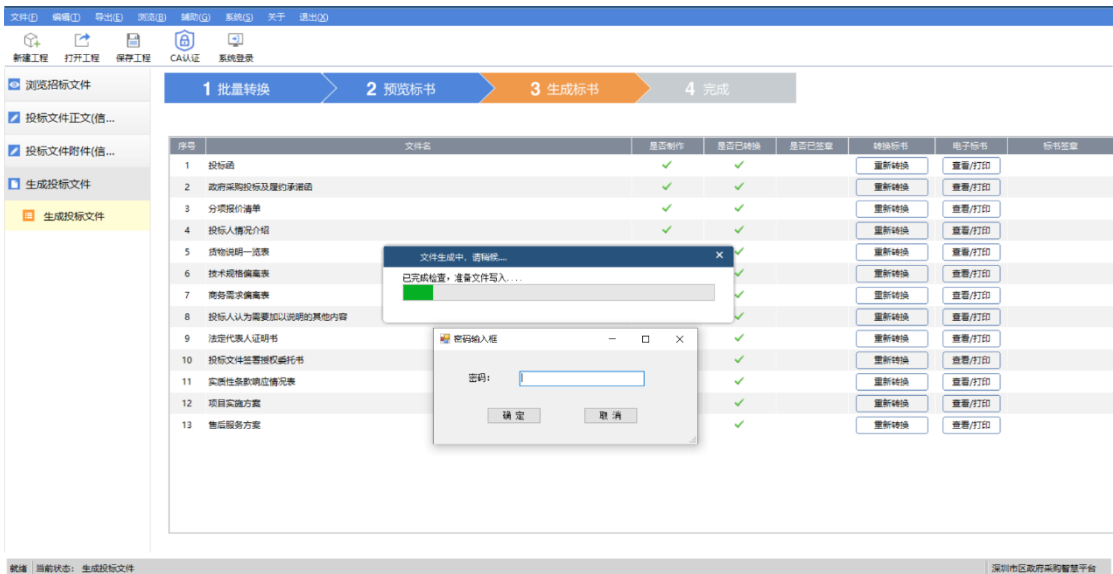 文件(F) 编辑(I) 导出(E) 浏览(B) 辅助(G) 系统(S) 关于 退出(X)
新建工程 打开工程 保存工程 CA认证 系统登录
浏览招标文件
投标文件正文(信...
投标文件附件(信...
生成投标文件
生成投标文件
1 批量转换 2 预览标书 3 生成标书 4 完成
序号 文件名 是否制作 是否已转换 是否已签章 转换标书 电子标书 标书签章
1 投标函 重新转换 查看/打印
2 政府采购投标及履约承诺函 重新转换 查看/打印
3 分项报价清单 重新转换 查看/打印
4 投标人情况介绍 重新转换 查看/打印
5 货物说明一览表 重新转换 查看/打印
6 技术规格偏离表 重新转换 查看/打印
7 商务需求偏离表 重新转换 查看/打印
8 投标人认为需要加以说明的其他内容 重新转换 查看/打印
9 法定代表人证明书 重新转换 查看/打印
10 投标文件签署授权委托书 重新转换 查看/打印
11 实质性条款响应情况表 重新转换 查看/打印
12 项目实施方案 重新转换 查看/打印
13 售后服务方案 重新转换 查看/打印
文件生成中，请稍候....
已完成检查，准备文件写入....
密码输入框
密码：
确 定 取 消
就绪 当前状态：生成投标文件 深圳市区政府采购智慧平台